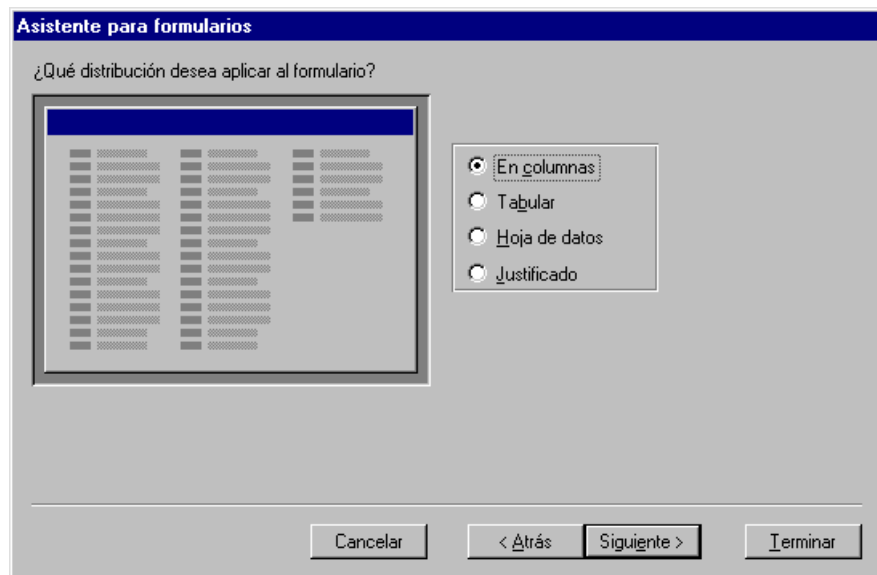 Asistente para formularios
¿Qué distribución desea aplicar al formulario?
En columnas
Tabular
Hoja de datos
Justificado
Cancelar
< Atrás
Siguiente >
Terminar